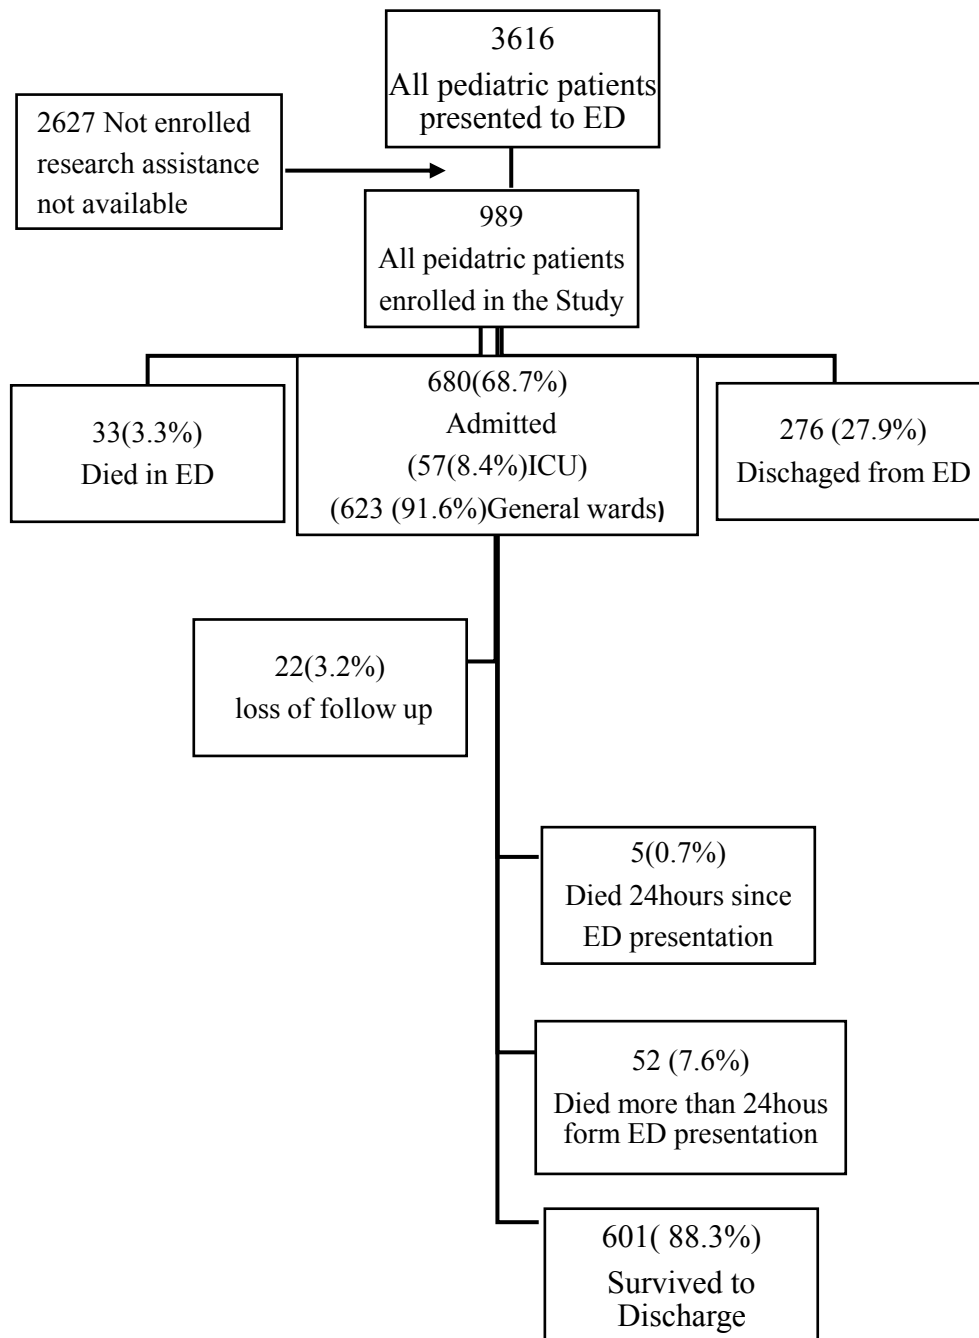 3616
All pediatric patients
presented to ED
2627 Not enrolled
research assistance
not available
989
All peidatric patients
enrolled in the Study
33(3.3%)
Died in ED
680(68.7%)
Admitted
(57(8.4%)ICU)
(623 (91.6%)General wards)
276 (27.9%)
Dischaged from ED
22(3.2%)
loss of follow up
5(0.7%)
Died 24hours since
ED presentation
52 (7.6%)
Died more than 24hous
form ED presentation
601( 88.3%)
Survived to
Discharge